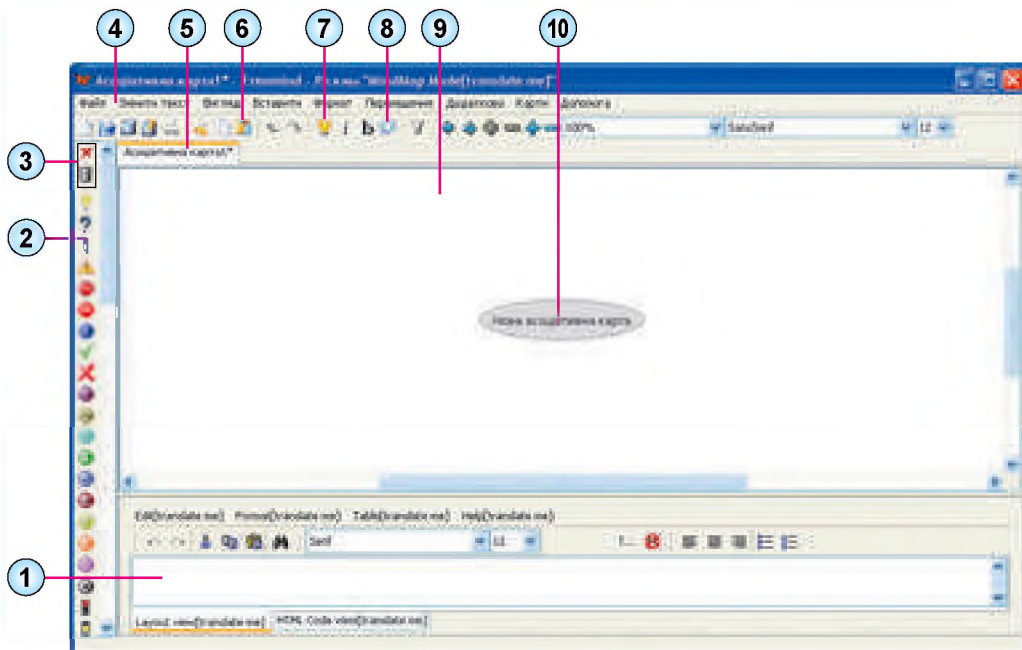 4 5 6 7 8 9 10
Асоціативна карта1* - Freemind - Режим "MindMap Mode[translate me]"
Файл Змінити текст Вигляд Вставити Формат Переміщення Додаткові Карти Допомога
100% SansSerif 12
3
Асоціативна карта1*
2
Нова асоціативна карта
Edit[translate me] Format[translate me] Table[translate me] Help[translate me]
Serif 12
1
Layout view[translate me] HTML Code view[translate me]